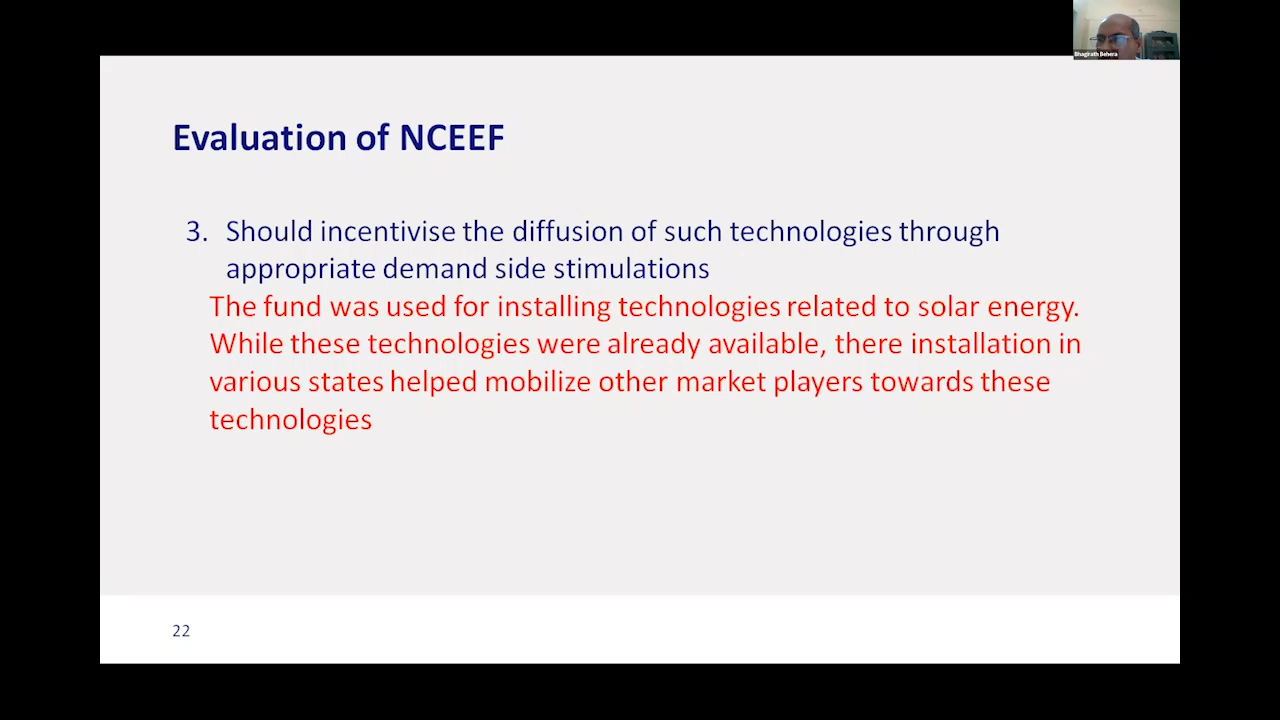 Bhagirath Behera
Evaluation of NCEEF
3. Should incentivise the diffusion of such technologies through
appropriate demand side stimulations
The fund was used for installing technologies related to solar energy.
While these technologies were already available, there installation in
various states helped mobilize other market players towards these
technologies
22